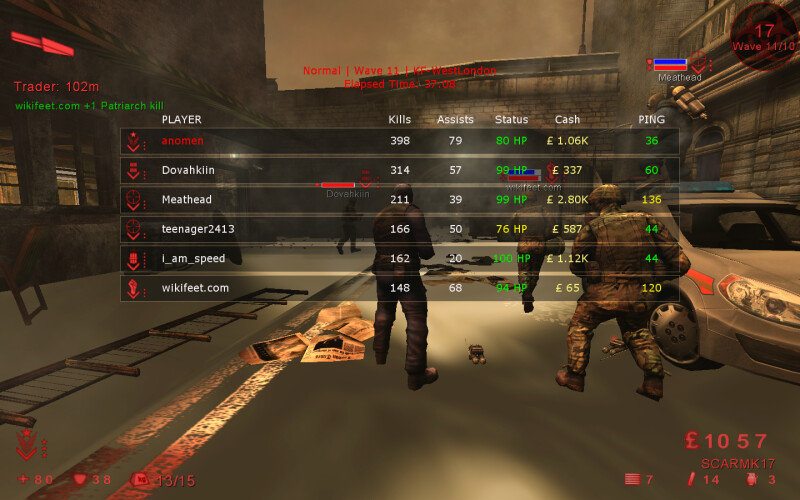 17
Wave 11/10
Normal | Wave 11 | KF-WestLondon
Elapsed Time: 37:08
Meathead
Trader: 102m
wikifeet.com +1 Patriarch kill
PLAYER Kills Assists Status Cash PING
anomen 398 79 80 HP £ 1.06K 36
Dovahkiin 314 57 99 HP £ 337 60
wikifeet.com
Dovahkiin
Meathead 211 39 99 HP £ 2.80K 136
teenager2413 166 50 76 HP £ 587 44
i_am_speed 162 20 100 HP £ 1.12K 44
wikifeet.com 148 68 94 HP £ 65 120
£ 1057
SCARMK17
+ 80 38 13/15 7 14 3